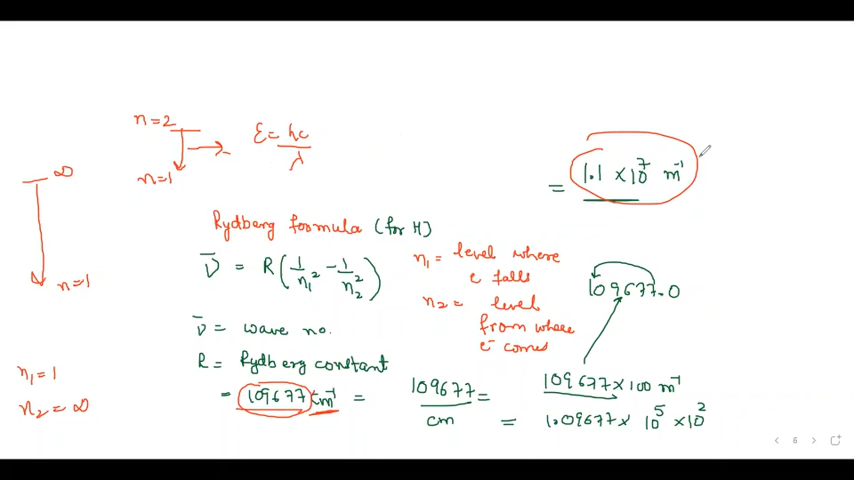 n=2
n=1
ε = hc/λ
∞
n=1
= 1.1 × 10⁷ m⁻¹
Rydberg formula (for H)
ν̄ = R(1/n₁² − 1/n₂²)
n₁ = level where
e⁻ falls
n₂ = level
from where
e⁻ comes
109677.0
ν̄ = wave no.
R = Rydberg constant
= 109677 cm⁻¹ = 109677/cm = 109677 × 100 m⁻¹
= 1.09677 × 10⁵ × 10²
n₁ = 1
n₂ = ∞
6